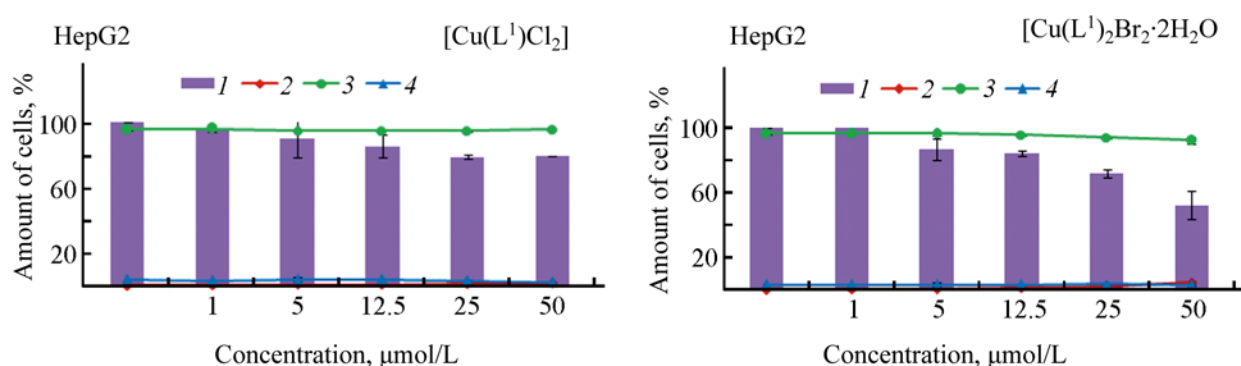 HepG2
[Cu(L¹)Cl₂]
1 2 3 4
Amount of cells, %
100
60
20
1 5 12.5 25 50
Concentration, µmol/L
HepG2
[Cu(L¹)₂Br₂·2H₂O
1 2 3 4
Amount of cells, %
100
60
20
1 5 12.5 25 50
Concentration, µmol/L